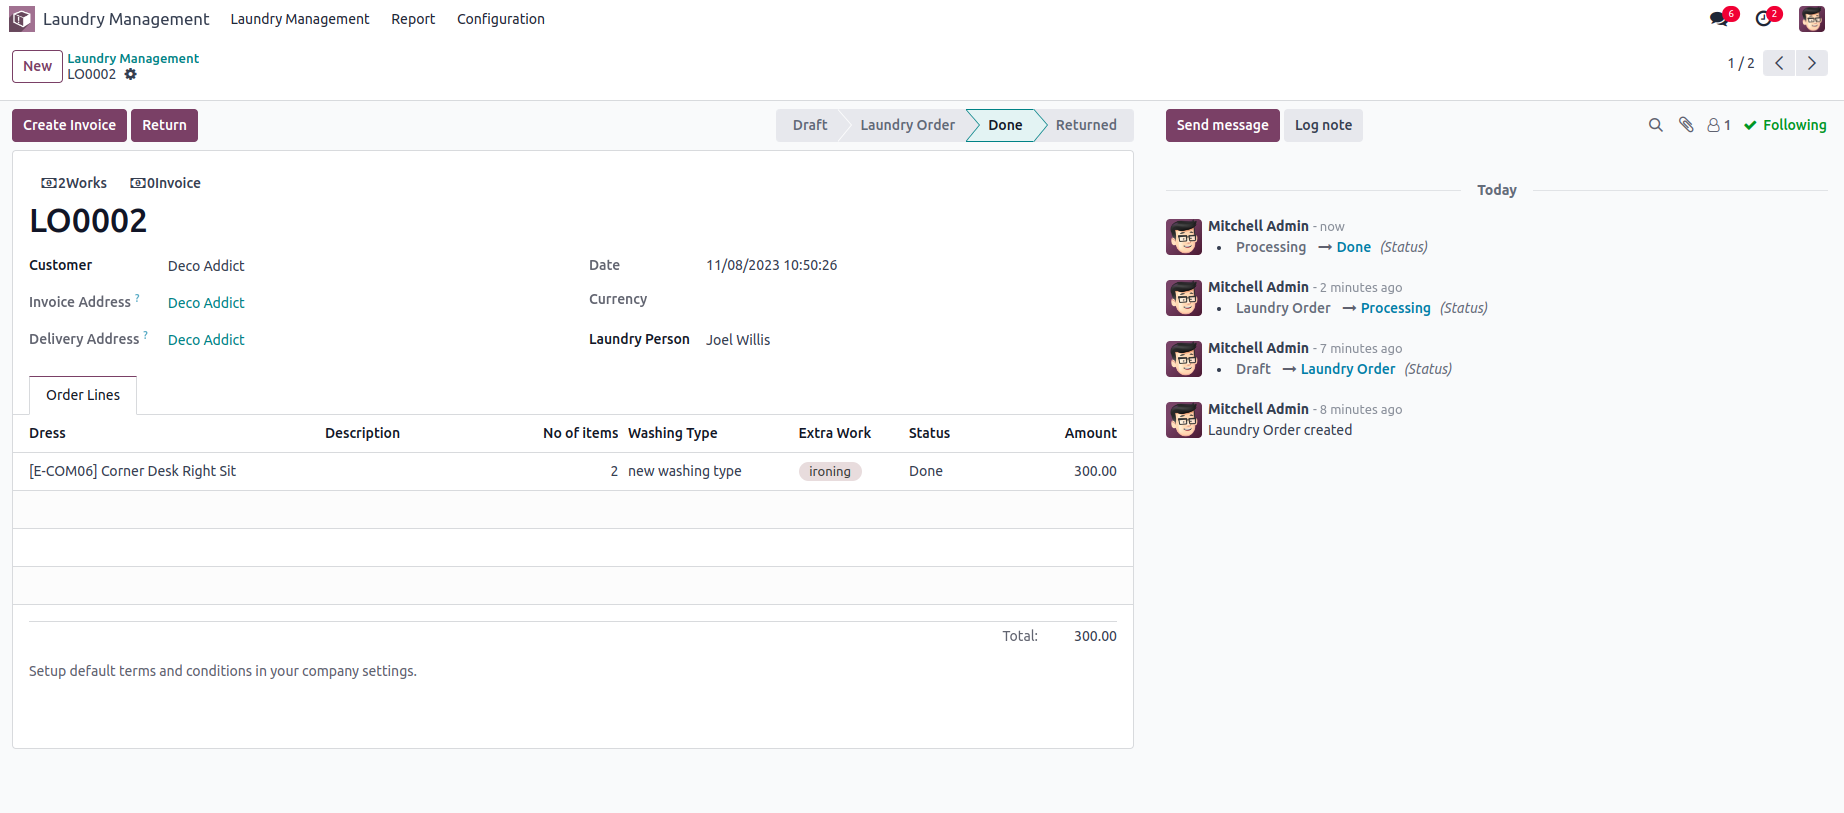 Laundry Management Laundry Management Report Configuration 6 2
New Laundry Management
LO0002
1 / 2
Create Invoice Return Draft Laundry Order Done Returned
Send message Log note 1 Following
2Works 0Invoice
LO0002
Customer Deco Addict Date 11/08/2023 10:50:26
Invoice Address ? Deco Addict Currency
Delivery Address ? Deco Addict Laundry Person Joel Willis
Order Lines
Dress Description No of items Washing Type Extra Work Status Amount
[E-COM06] Corner Desk Right Sit 2 new washing type ironing Done 300.00
Total: 300.00
Setup default terms and conditions in your company settings.
Today
Mitchell Admin - now
• Processing → Done (Status)
Mitchell Admin - 2 minutes ago
• Laundry Order → Processing (Status)
Mitchell Admin - 7 minutes ago
• Draft → Laundry Order (Status)
Mitchell Admin - 8 minutes ago
Laundry Order created